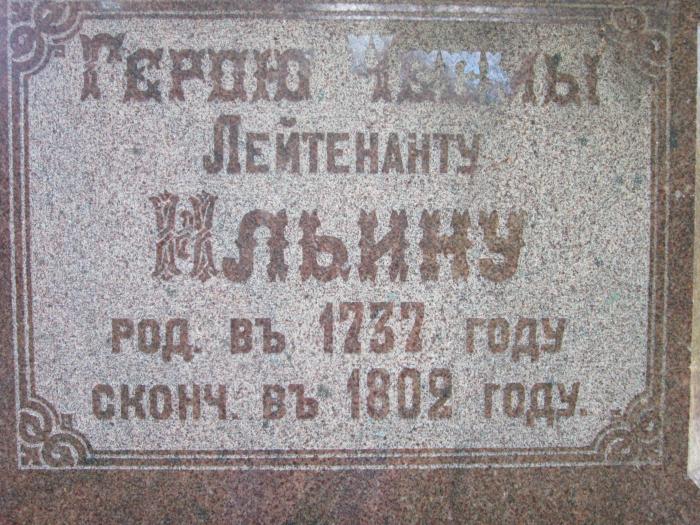 Герою Чесмы
Лейтенанту
Ильину
род. въ 1737 году
сконч. въ 1802 году.